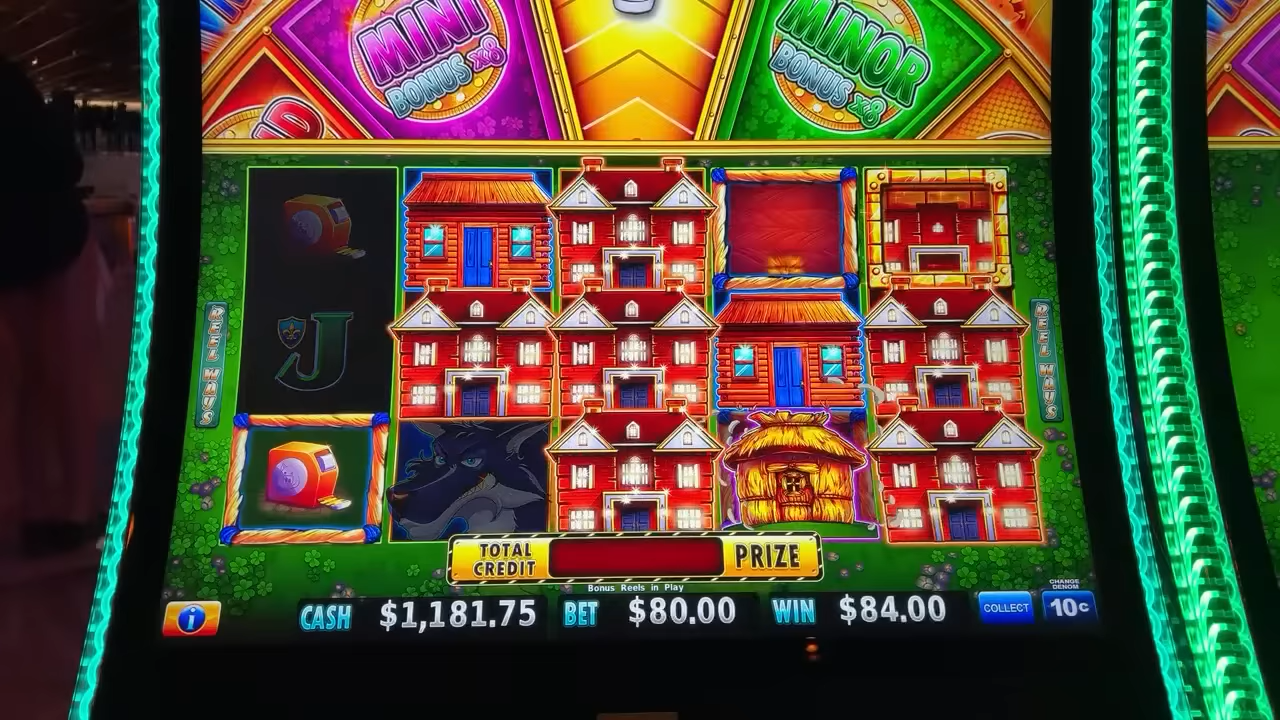 MINI
BONUS x8
MINOR
BONUS x8
J
REEL WAYS
REEL WAYS
TOTAL
CREDIT
PRIZE
Bonus Reels in Play
CASH $1,181.75 BET $80.00 WIN $84.00
COLLECT
CHANGE
DENOM
10¢